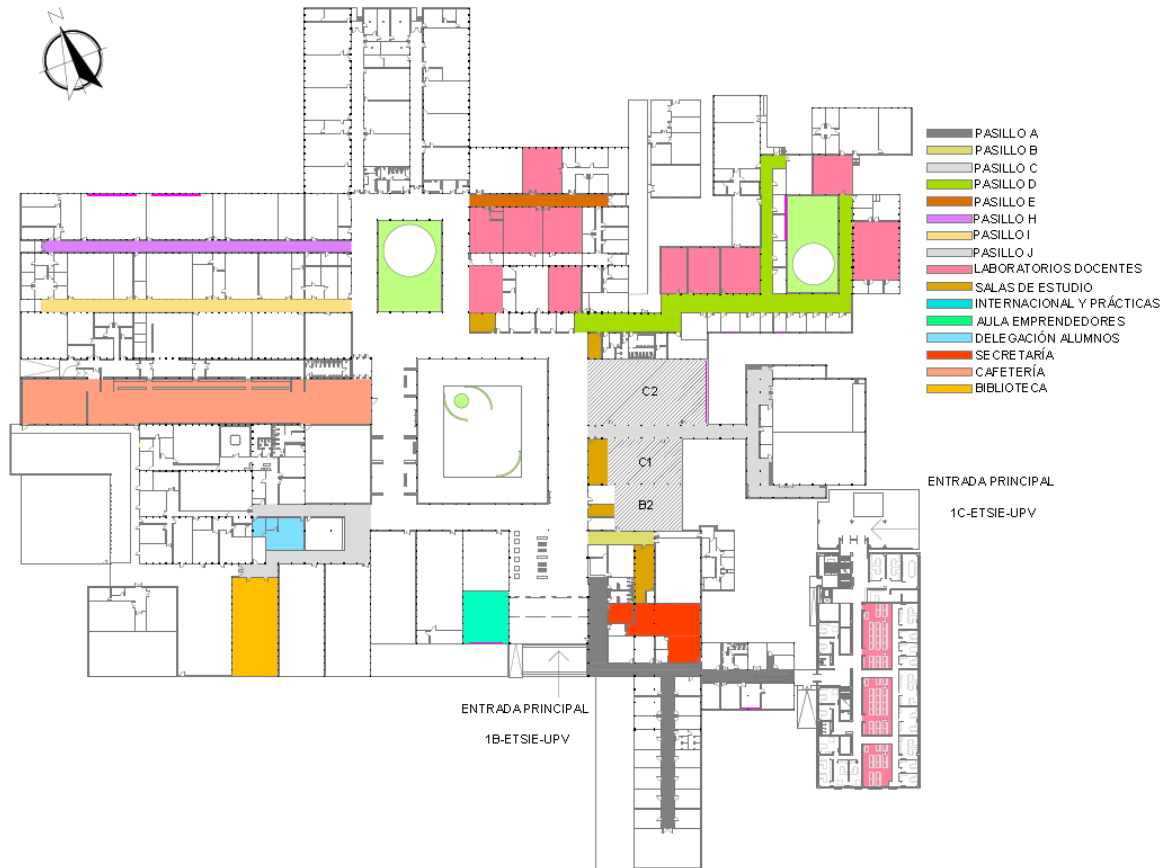 N
PASILLO A
PASILLO B
PASILLO C
PASILLO D
PASILLO E
PASILLO H
PASILLO I
PASILLO J
LABORATORIOS DOCENTES
SALAS DE ESTUDIO
INTERNACIONAL Y PRÁCTICAS
AULA EMPRENDEDORES
DELEGACIÓN ALUMNOS
SECRETARÍA
CAFETERÍA
BIBLIOTECA
C2
C1
B2
ENTRADA PRINCIPAL
1C-ETSIE-UPV
ENTRADA PRINCIPAL
1B-ETSIE-UPV